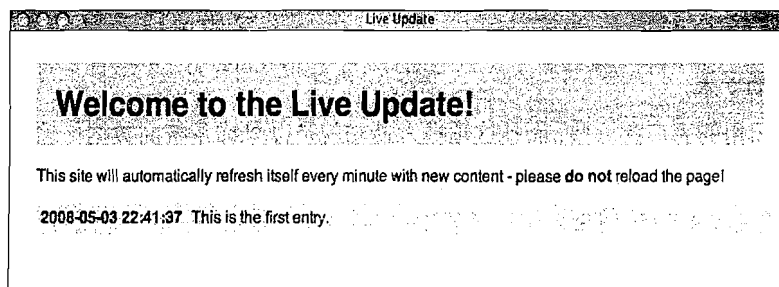 Live Update
Welcome to the Live Update!
This site will automatically refresh itself every minute with new content - please do not reload the page!
2008-05-03 22:41:37 This is the first entry.